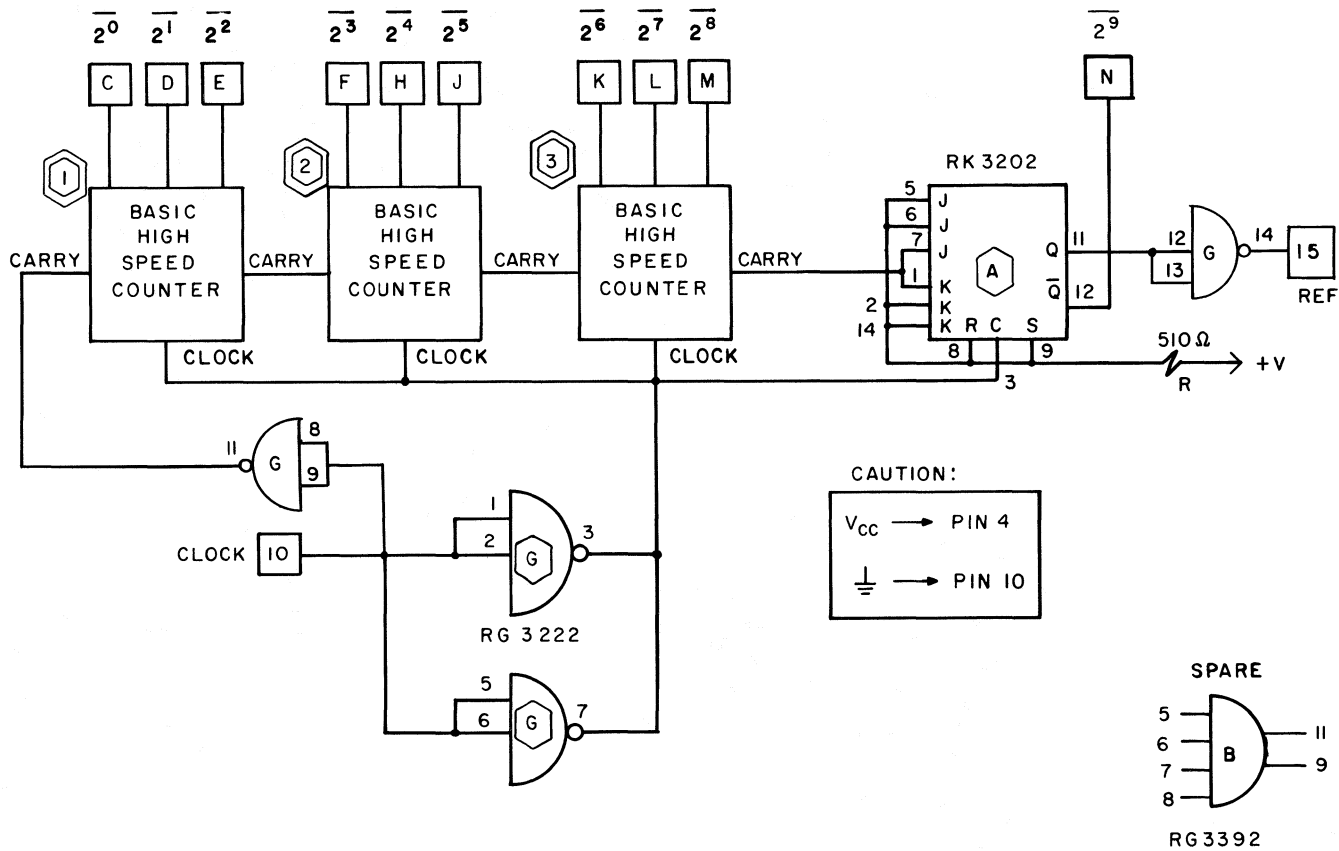 2⁰ 2¹ 2² 2³ 2⁴ 2⁵ 2⁶ 2⁷ 2⁸ 2⁹
C D E F H J K L M N
1 2 3
RK 3202
BASIC HIGH SPEED COUNTER
BASIC HIGH SPEED COUNTER
BASIC HIGH SPEED COUNTER
CARRY CARRY CARRY CARRY
5 J
6 J
7 J
1 K
2 K
14 K
A
Q 11
Q̅ 12
R C S
8 9
3
12
13
G
14
15
REF
510 Ω
R
+V
CLOCK CLOCK CLOCK
11 G 8
9
CLOCK 10
1
2
G
3
RG 3222
5
6
G
7
CAUTION:
VCC → PIN 4
⏚ → PIN 10
SPARE
5
6
7
8
B
11
9
RG3392